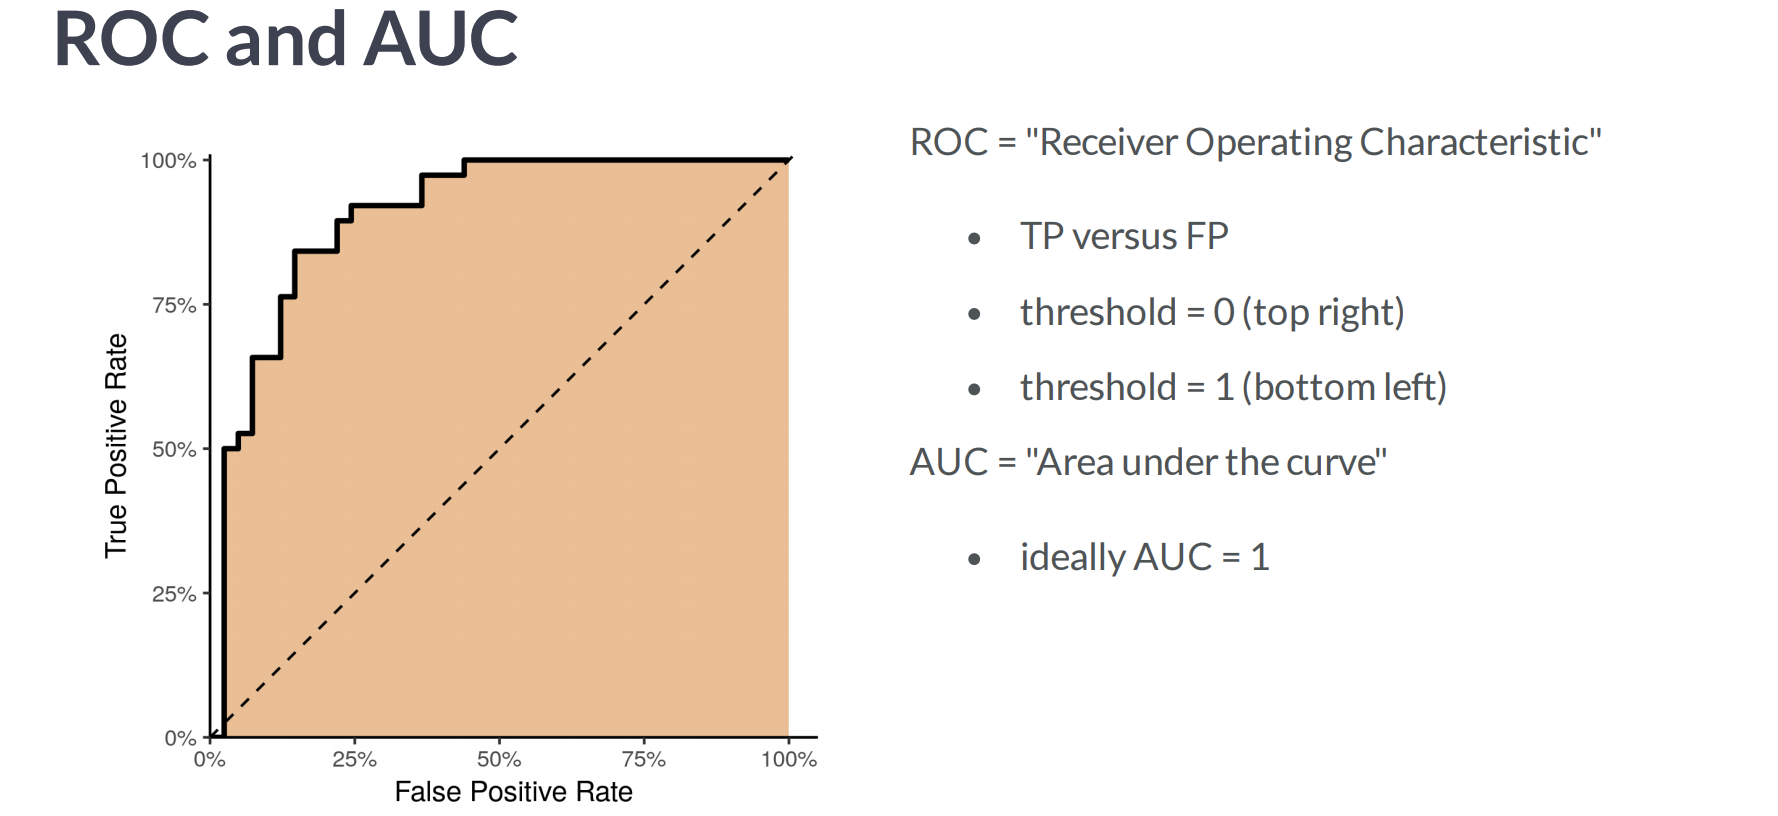 ROC and AUC
100%
75%
50%
25%
0%
True Positive Rate
0%
25%
50%
75%
100%
False Positive Rate
ROC = "Receiver Operating Characteristic"
• TP versus FP
• threshold = 0 (top right)
• threshold = 1 (bottom left)
AUC = "Area under the curve"
• ideally AUC = 1